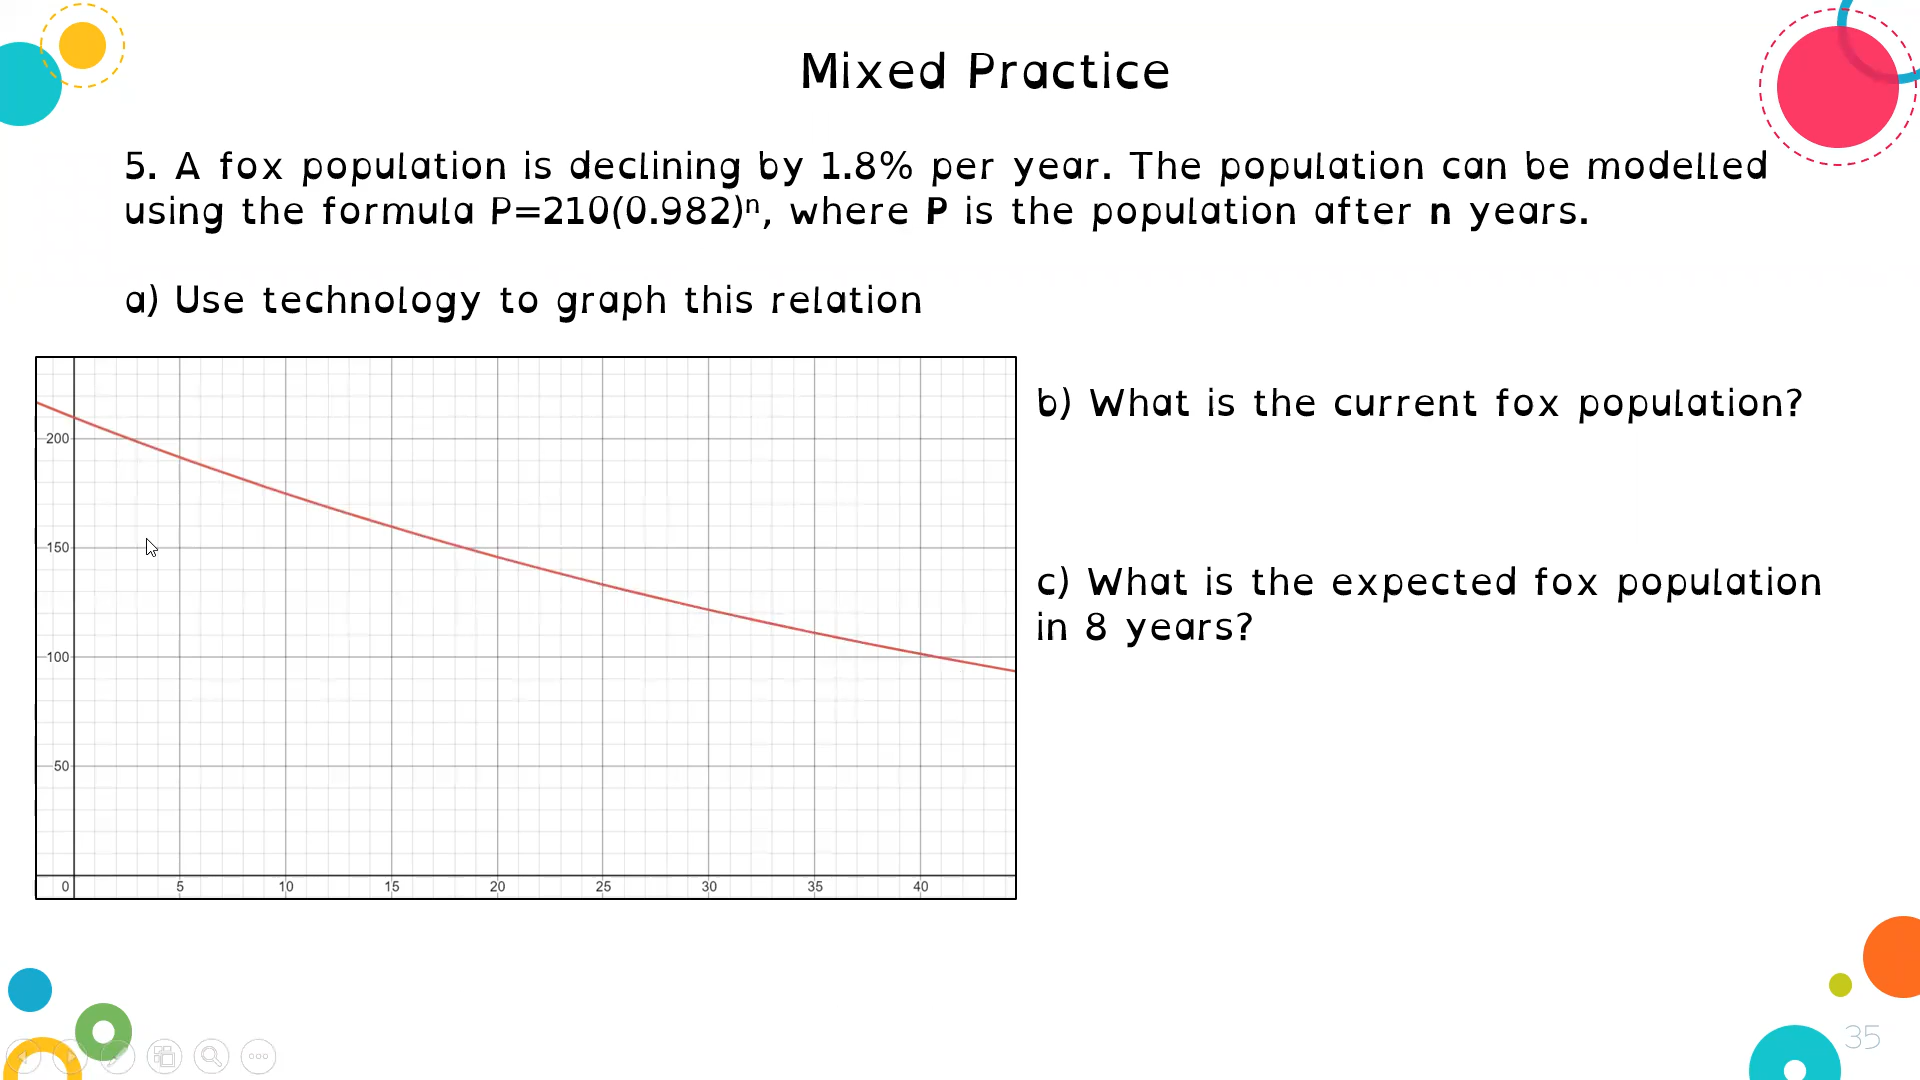 Mixed Practice
5. A fox population is declining by 1.8% per year. The population can be modelled
using the formula P=210(0.982)ⁿ, where P is the population after n years.
a) Use technology to graph this relation
b) What is the current fox population?
c) What is the expected fox population
in 8 years?
200
150
100
50
0 5 10 15 20 25 30 35 40
35